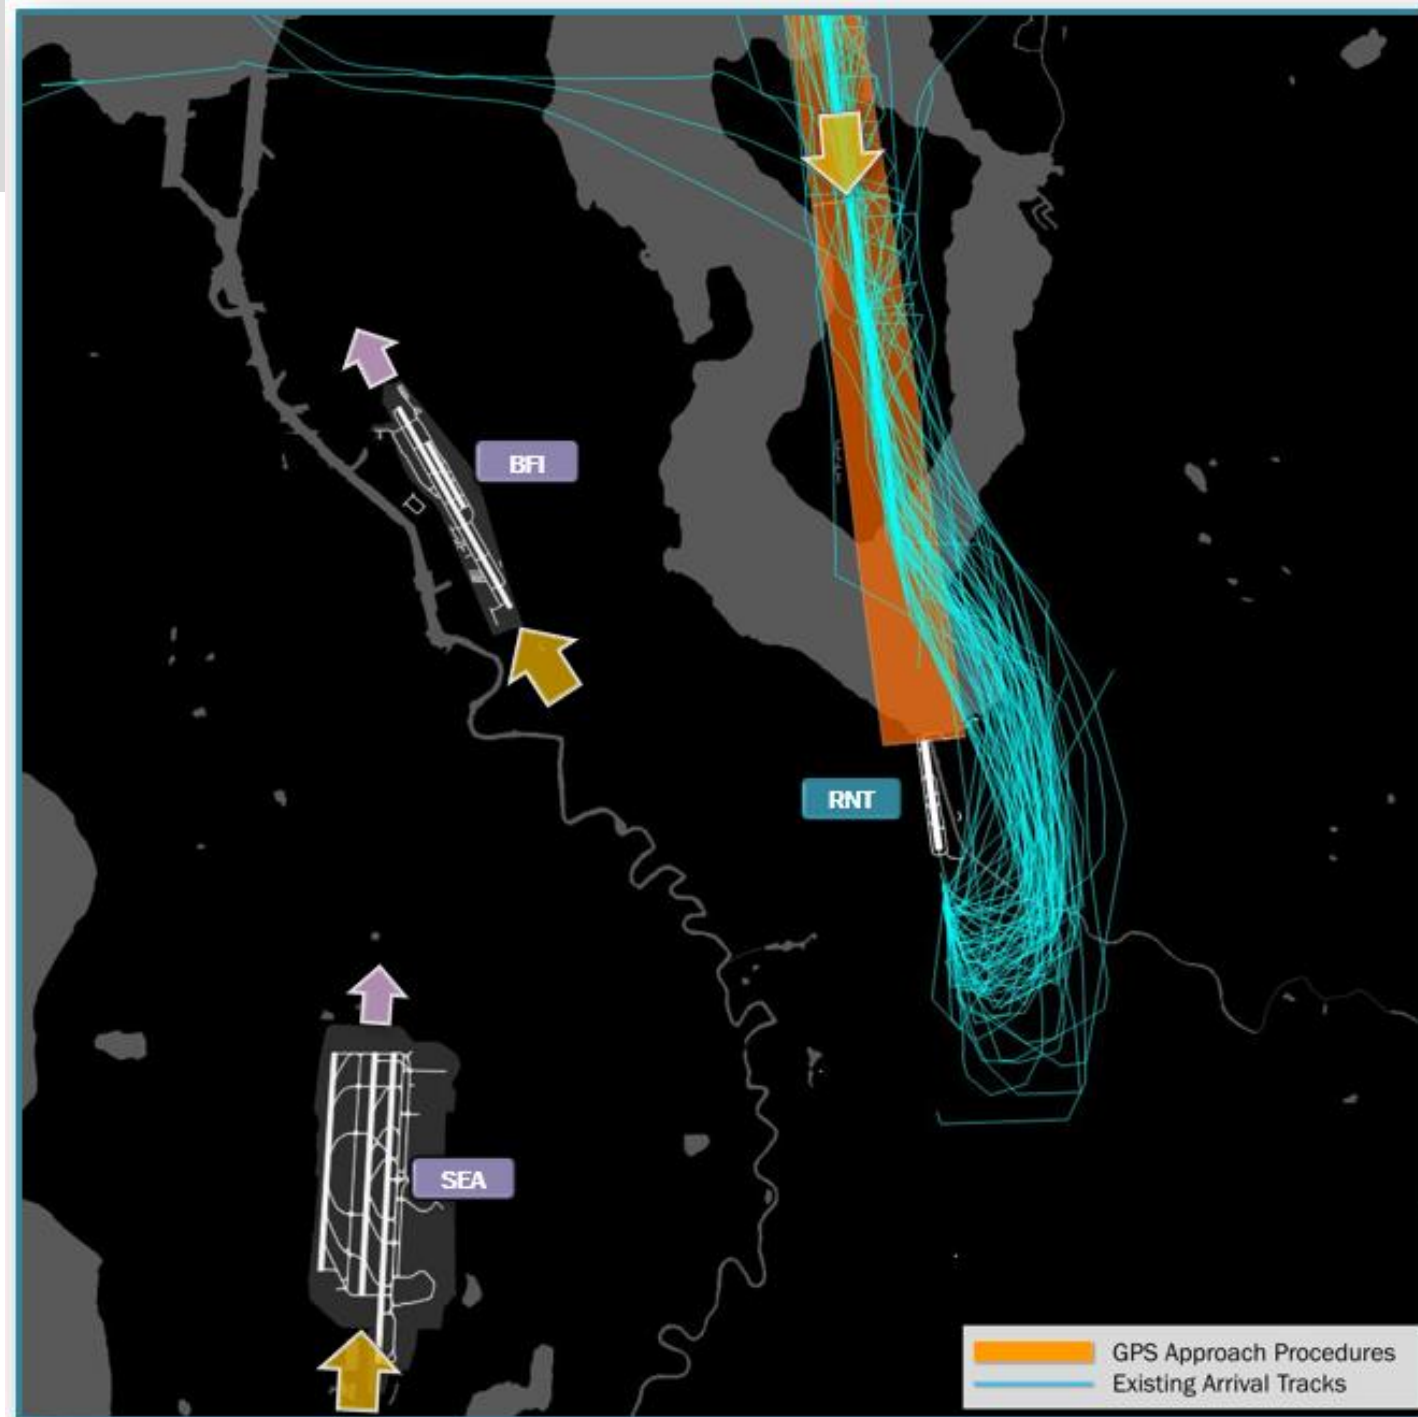 BFI
RNT
SEA
GPS Approach Procedures
Existing Arrival Tracks